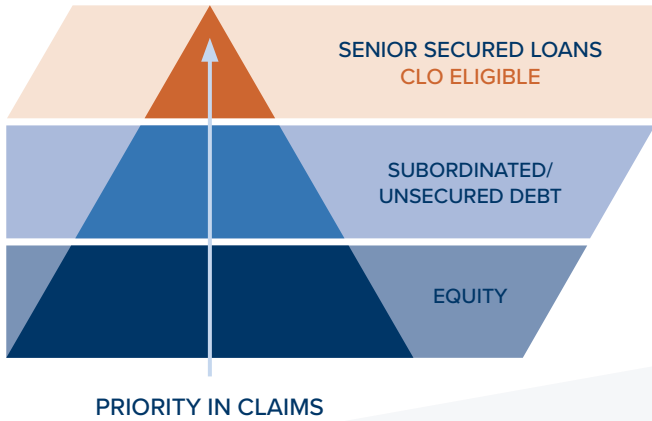 SENIOR SECURED LOANS
CLO ELIGIBLE
SUBORDINATED/
UNSECURED DEBT
EQUITY
PRIORITY IN CLAIMS